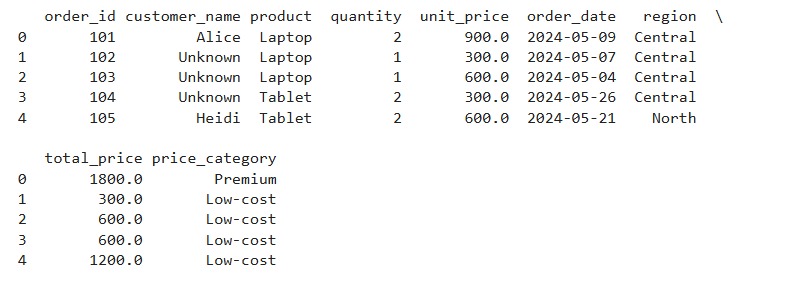 order_id customer_name product quantity unit_price order_date region \
0 101 Alice Laptop 2 900.0 2024-05-09 Central
1 102 Unknown Laptop 1 300.0 2024-05-07 Central
2 103 Unknown Laptop 1 600.0 2024-05-04 Central
3 104 Unknown Tablet 2 300.0 2024-05-26 Central
4 105 Heidi Tablet 2 600.0 2024-05-21 North
total_price price_category
0 1800.0 Premium
1 300.0 Low-cost
2 600.0 Low-cost
3 600.0 Low-cost
4 1200.0 Low-cost